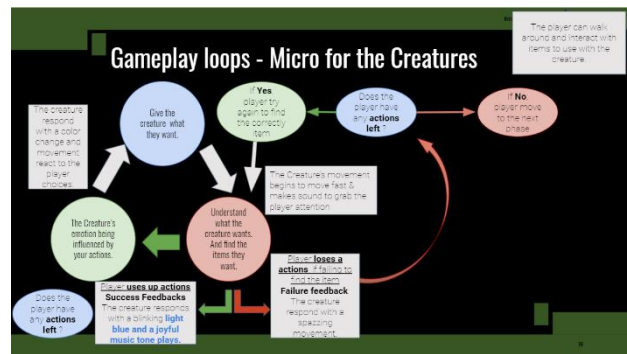 The player can walk
around and interact with
items to use with the
creature.
Gameplay loops - Micro for the Creatures
The creature
respond
with a color
change and
movement
react to the
player
choices.
Give the
creature what
they want.
If Yes
player try
again to find
the correctly
item
Does the
player have
any actions
left ?
If No
player move
to the next
phase
The Creature's movement
begins to move fast &
makes sound to grab the
player attention
The Creature's
emotion being
influenced by
your actions.
Understand
what the
creature wants.
And find the
items they
want.
Player loses a
actions if failing to
find the item
Failure feedback
The creature
respond with a
spazzing
movement.
Does the
player have
any actions
left ?
Player uses up actions
Success Feedbacks
The creature responds
with a blinking light
blue and a joyful
music tone plays.